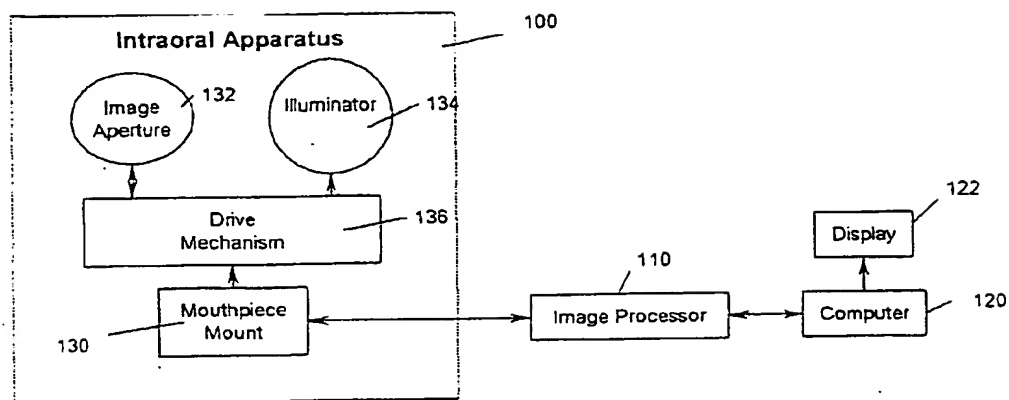 100
Intraoral Apparatus
132
134
Image
Aperture
Illuminator
136
Drive
Mechanism
122
Display
110
130
Mouthpiece
Mount
Image Processor
Computer
120